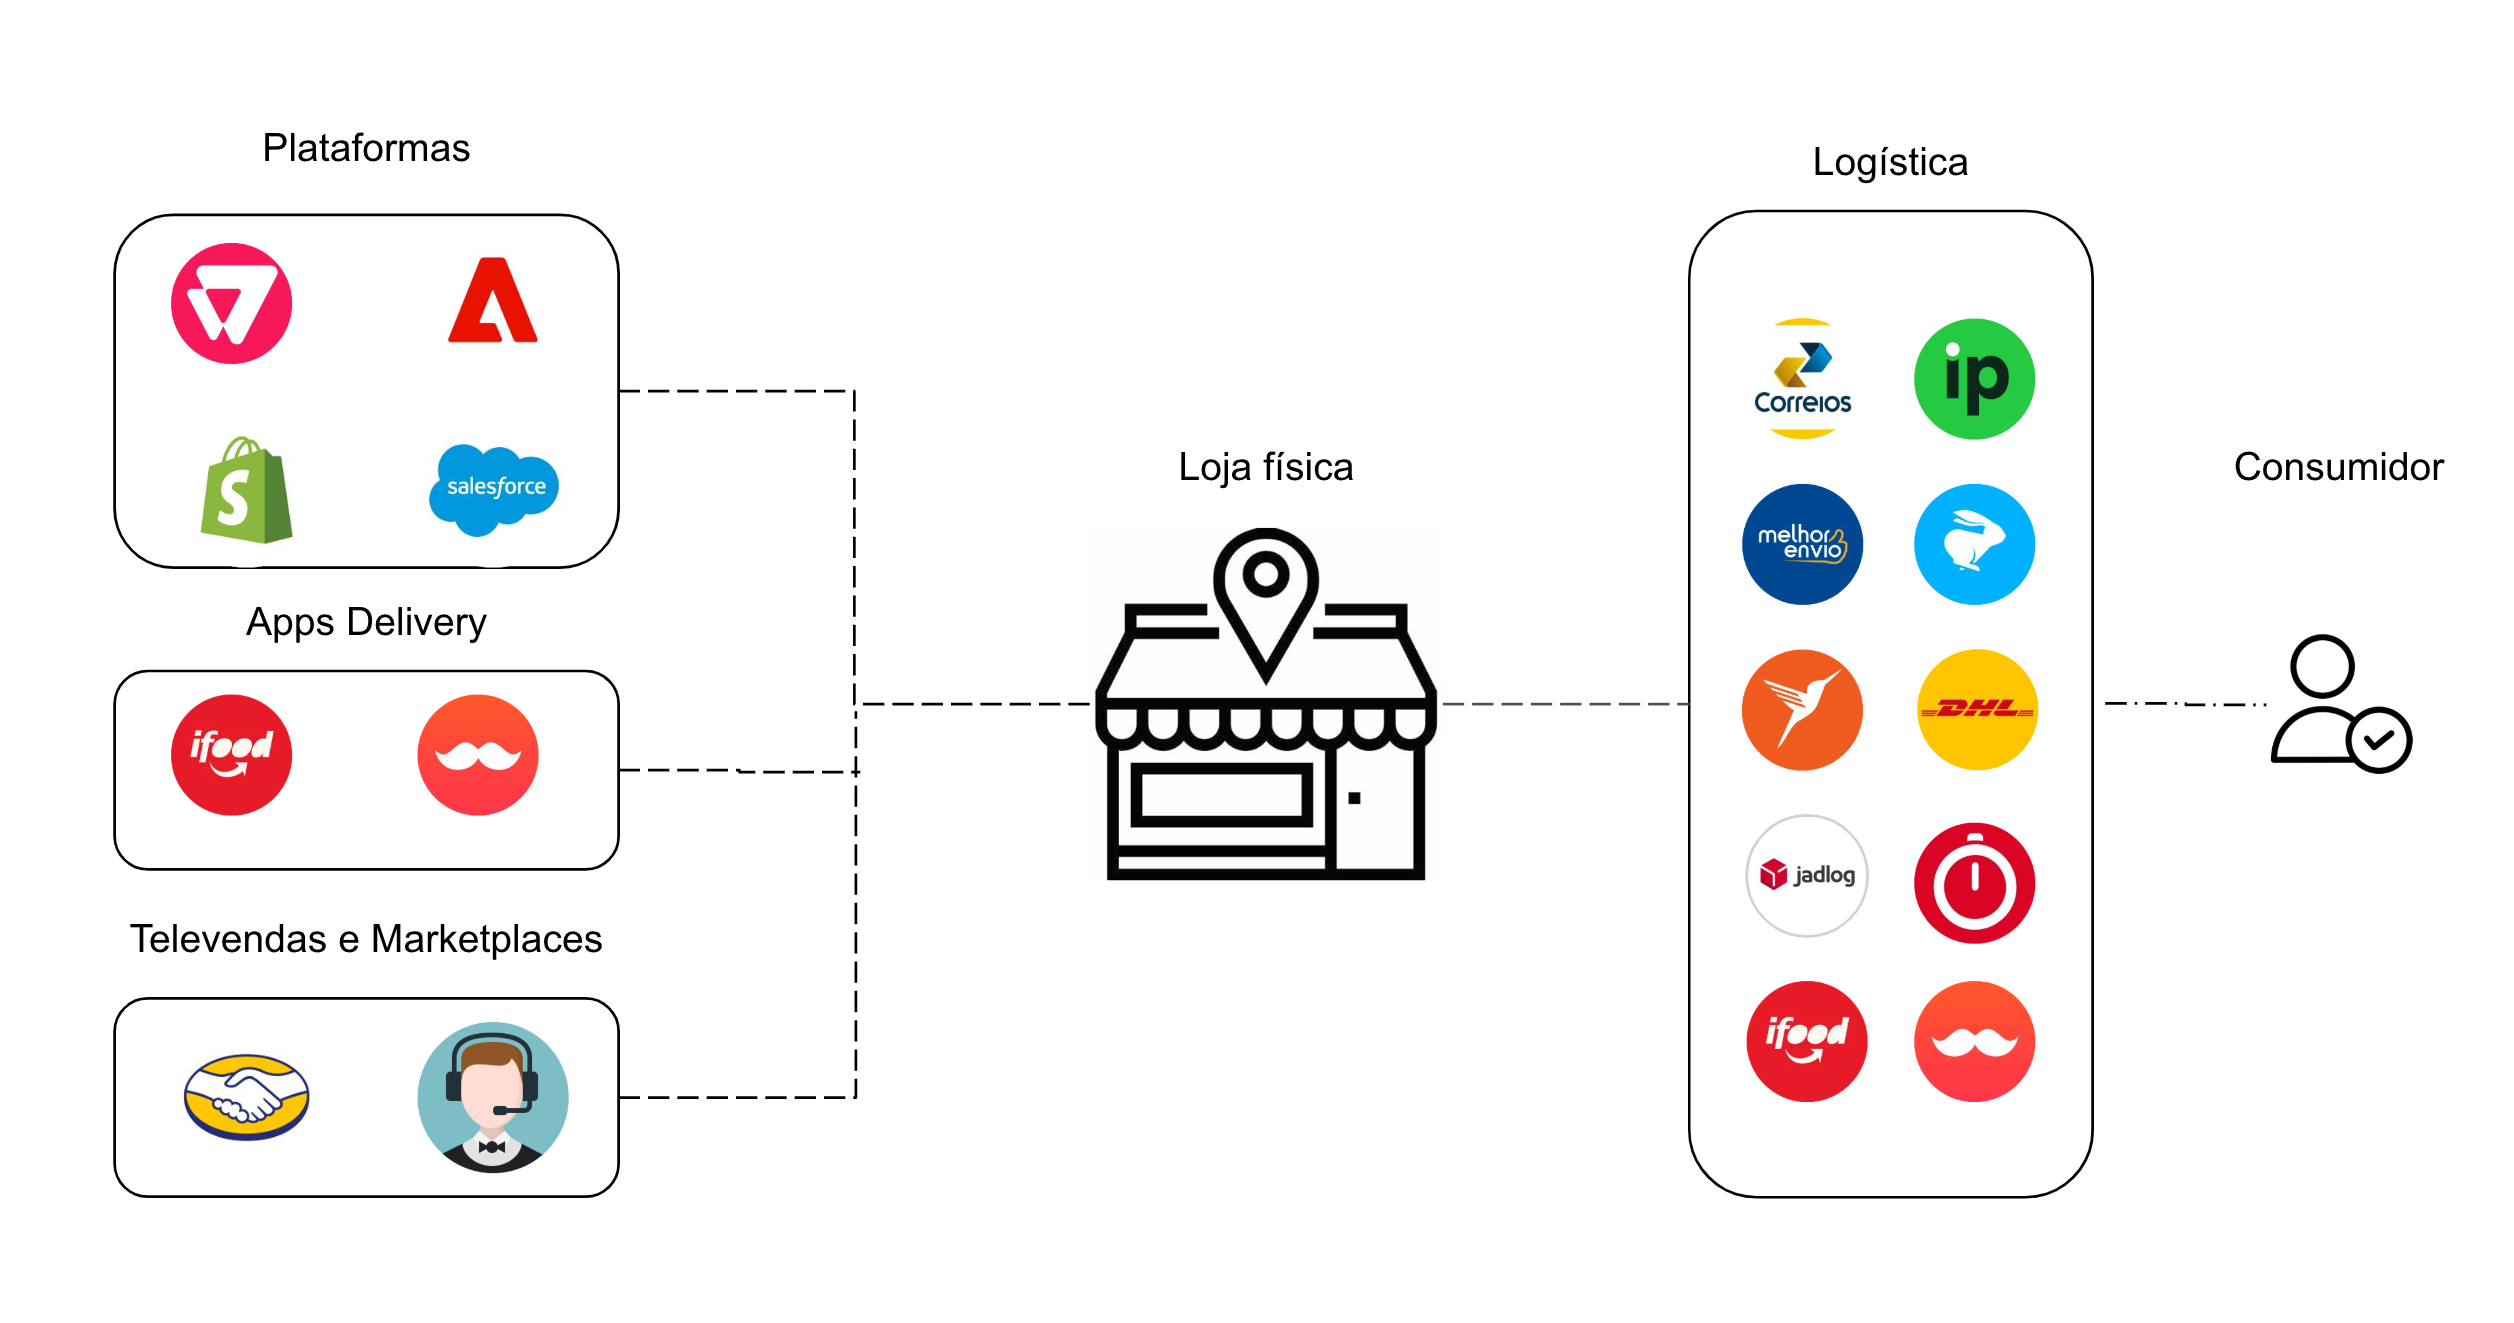 Plataformas
salesforce
Apps Delivery
ifood
Televendas e Marketplaces
Loja física
Logística
Correios
ip
melhor
envio
DHL
jadlog
ifood
Consumidor